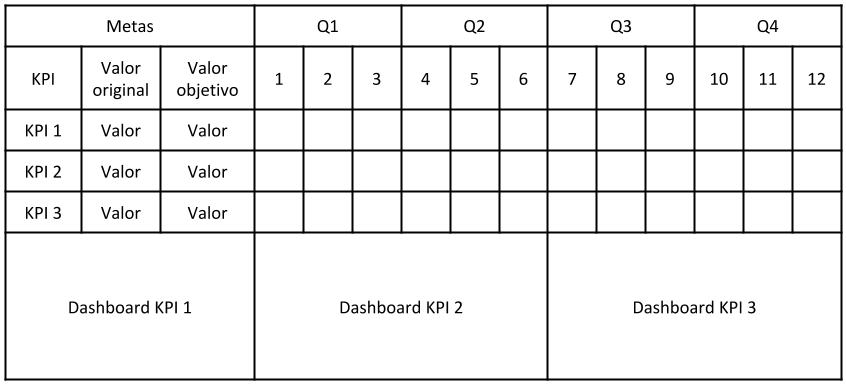 Metas Q1 Q2 Q3 Q4
KPI Valor original Valor objetivo 1 2 3 4 5 6 7 8 9 10 11 12
KPI 1 Valor Valor
KPI 2 Valor Valor
KPI 3 Valor Valor
Dashboard KPI 1 Dashboard KPI 2 Dashboard KPI 3